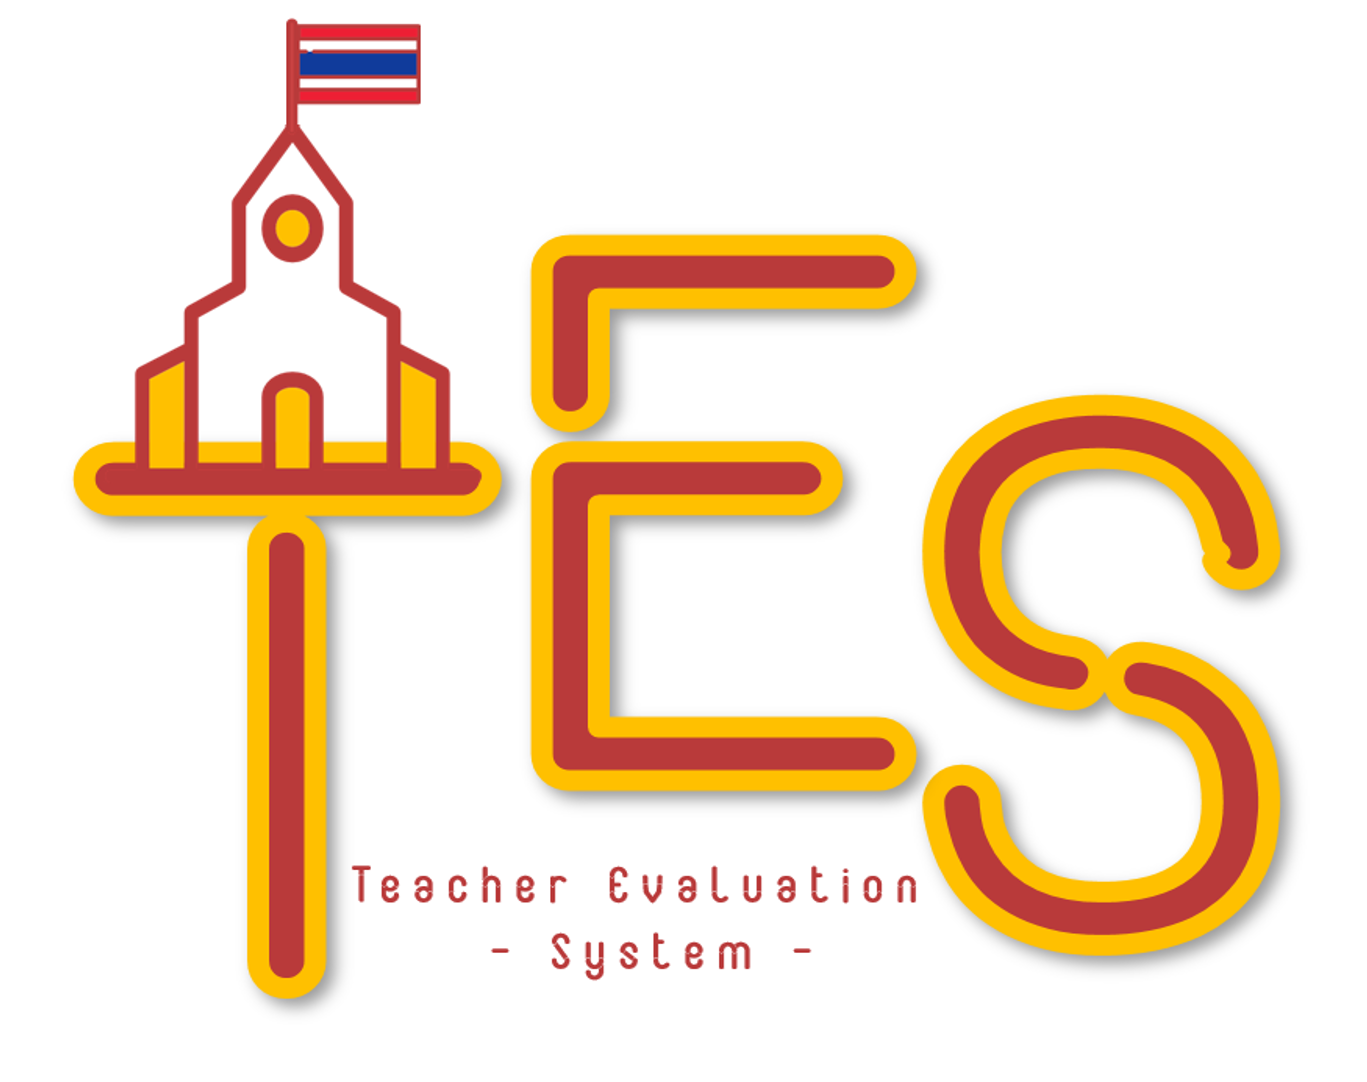 TES
Teacher Evaluation
- System -